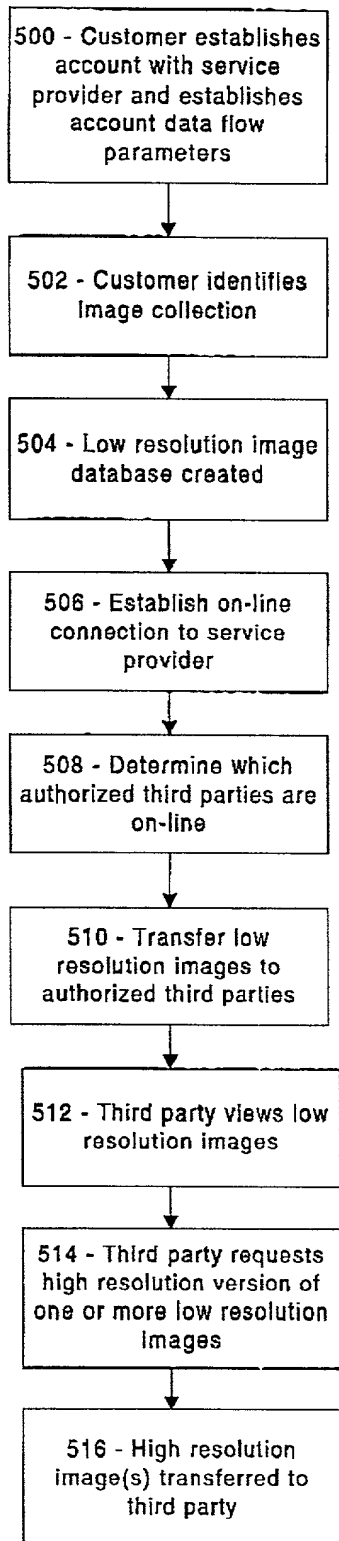 500 - Customer establishes
account with service
provider and establishes
account data flow
parameters
502 - Customer identifies
image collection
504 - Low resolution image
database created
506 - Establish on-line
connection to service
provider
508 - Determine which
authorized third parties are
on-line
510 - Transfer low
resolution images to
authorized third parties
512 - Third party views low
resolution images
514 - Third party requests
high resolution version of
one or more low resolution
images
516 - High resolution
image(s) transferred to
third party